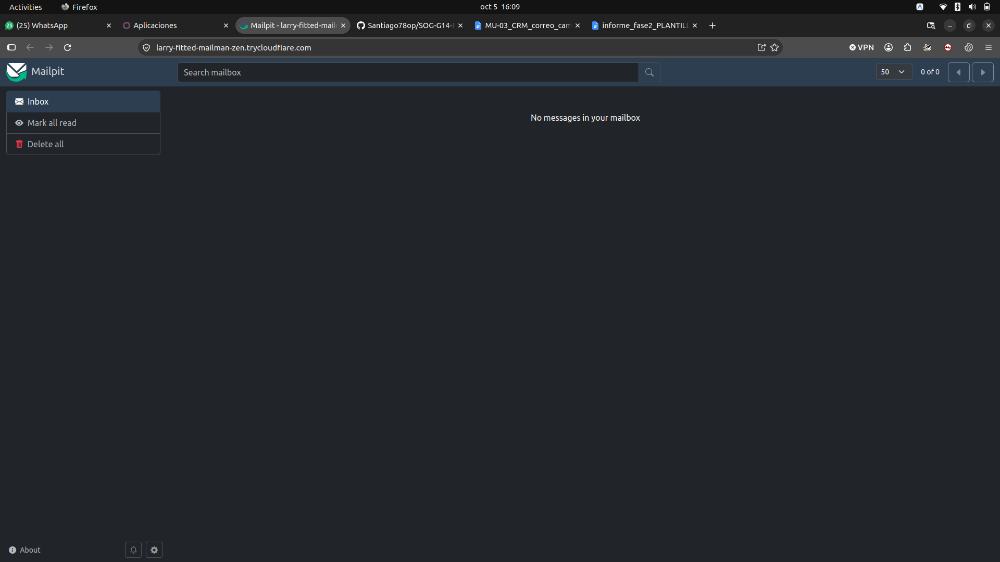 Activities
Firefox
oct 5 16:09
25
(25) WhatsApp
Aplicaciones
Mailpit - larry-fitted-mail
Santiago78op/SOG-G14-
MU-03_CRM_correo_cam
informe_fase2_PLANTILL
larry-fitted-mailman-zen.trycloudflare.com
VPN
Mailpit
Search mailbox
50
0 of 0
Inbox
Mark all read
Delete all
No messages in your mailbox
About